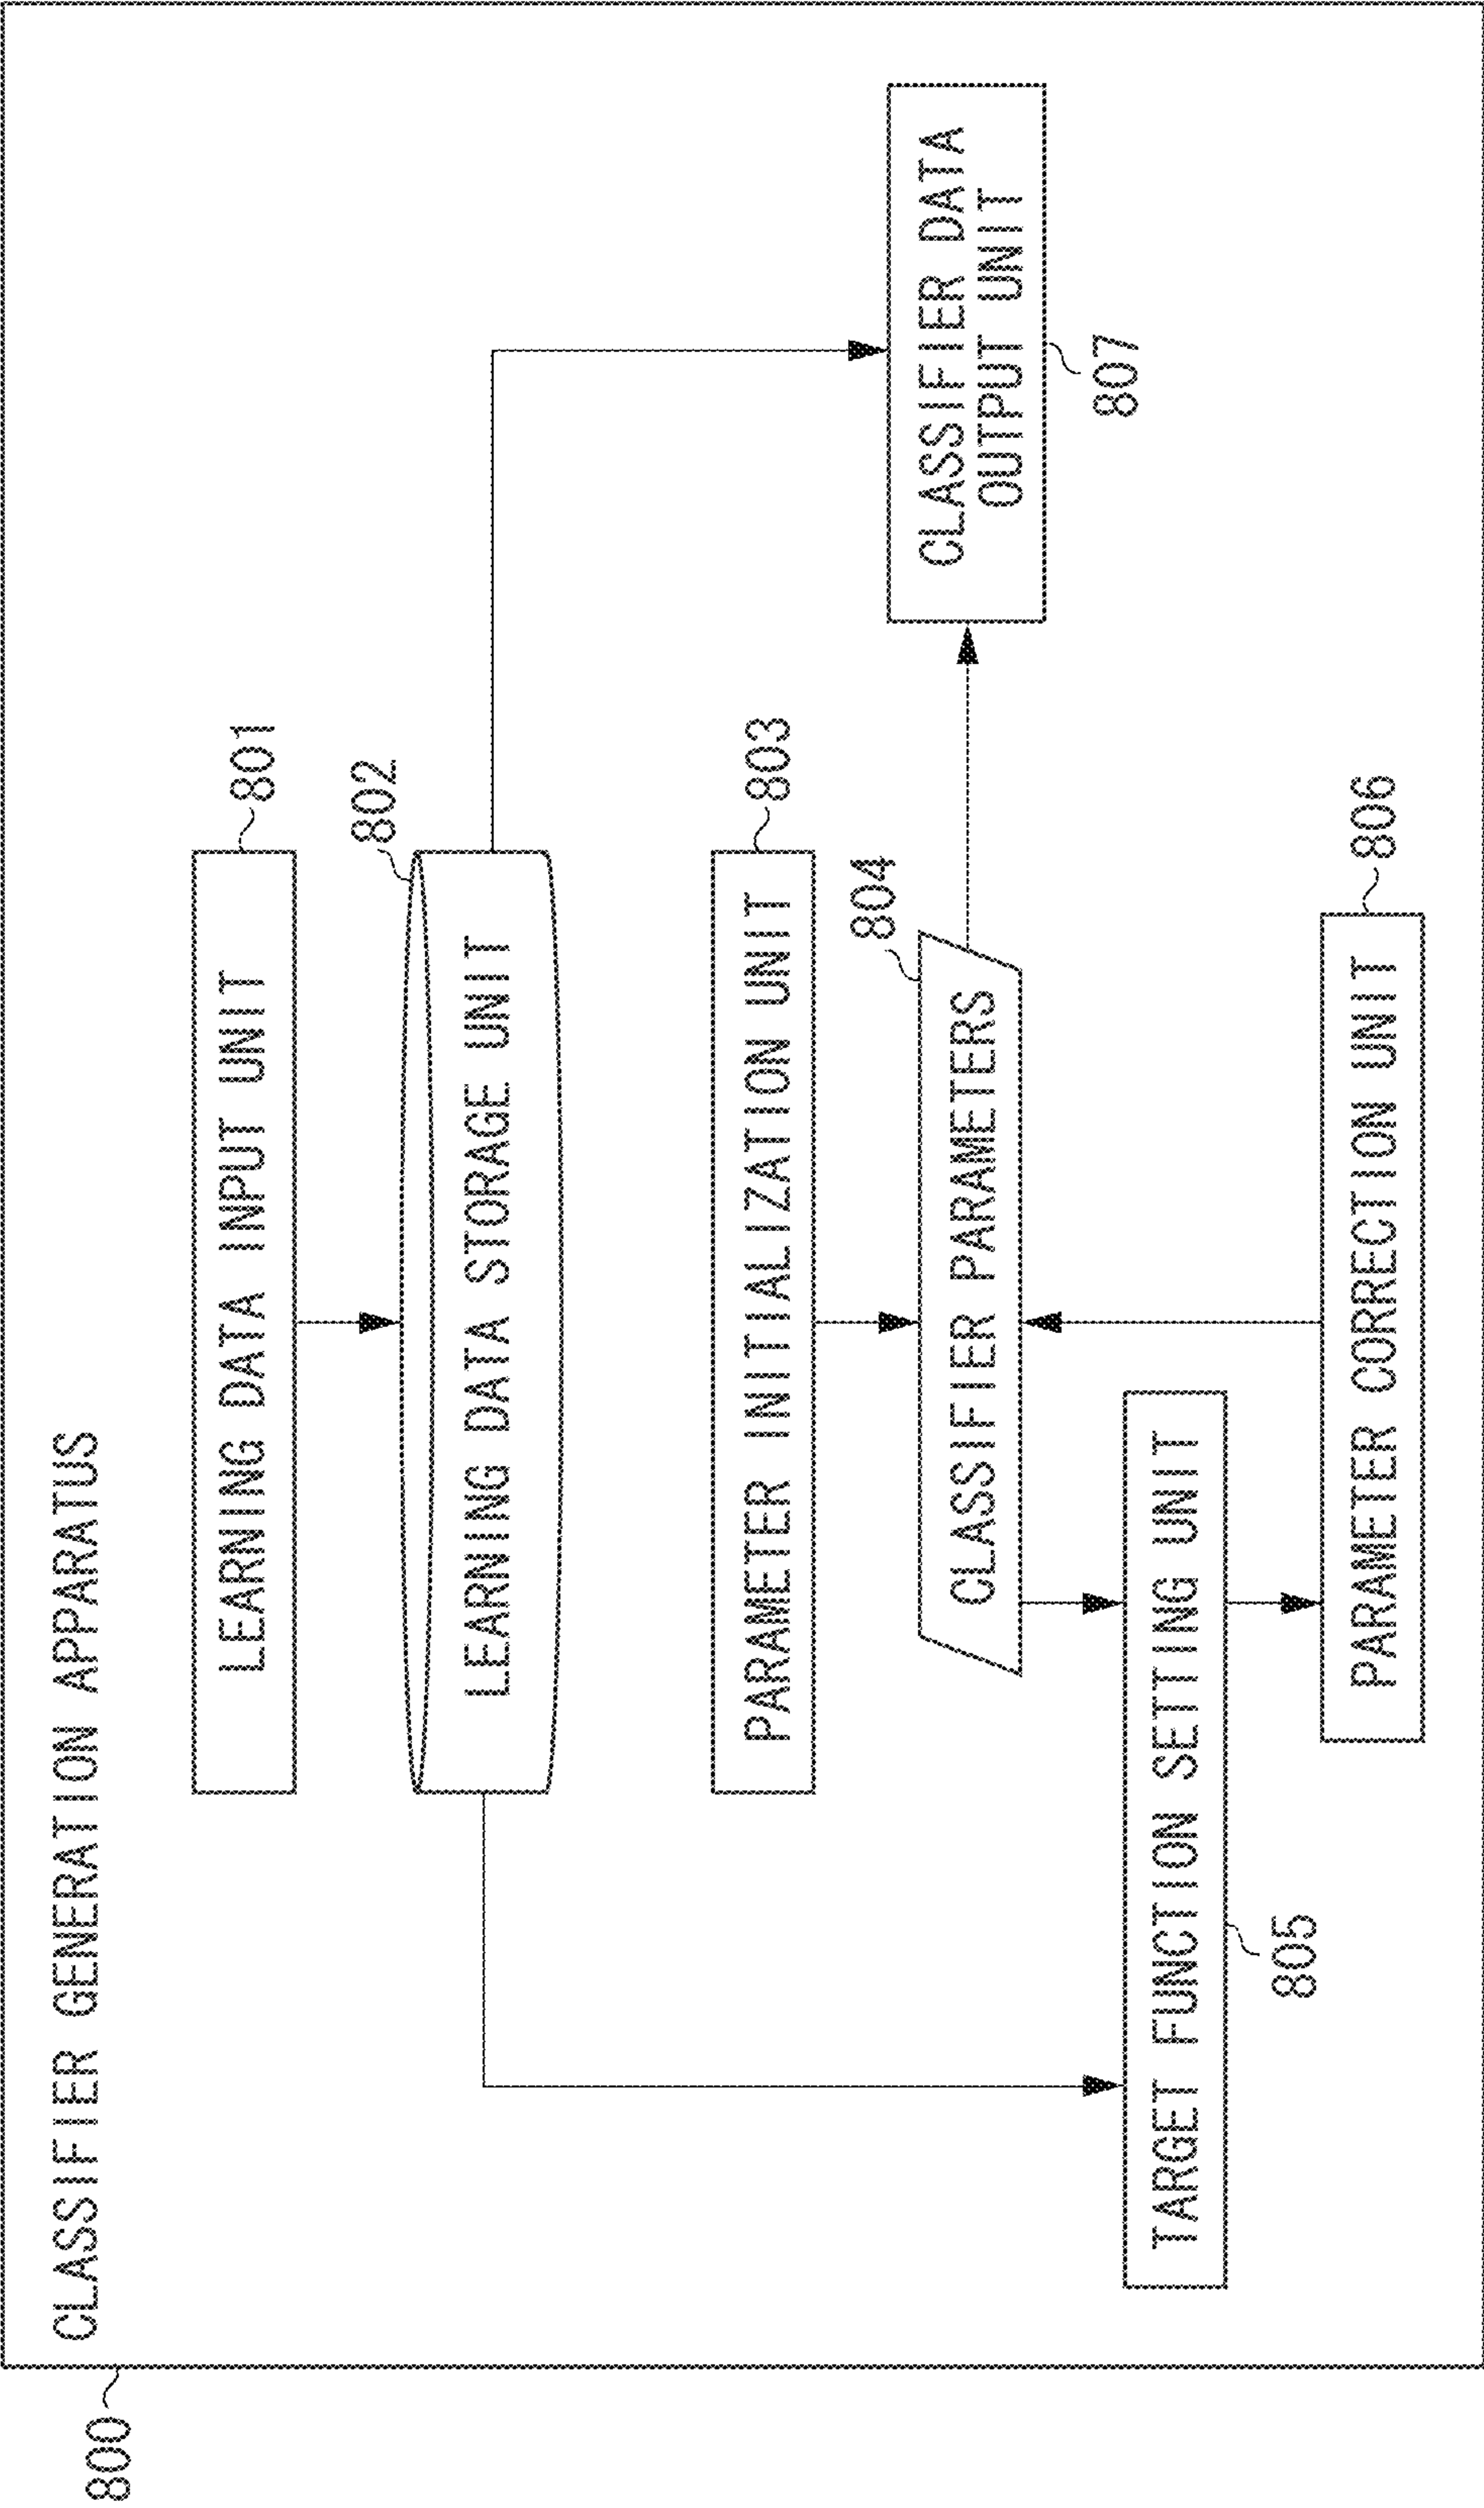 800
CLASSIFIER GENERATION APPARATUS
LEARNING DATA INPUT UNIT
801
802
LEARNING DATA STORAGE UNIT
PARAMETER INITIALIZATION UNIT
803
804
CLASSIFIER PARAMETERS
CLASSIFIER DATA
OUTPUT UNIT
807
TARGET FUNCTION SETTING UNIT
805
PARAMETER CORRECTION UNIT
806